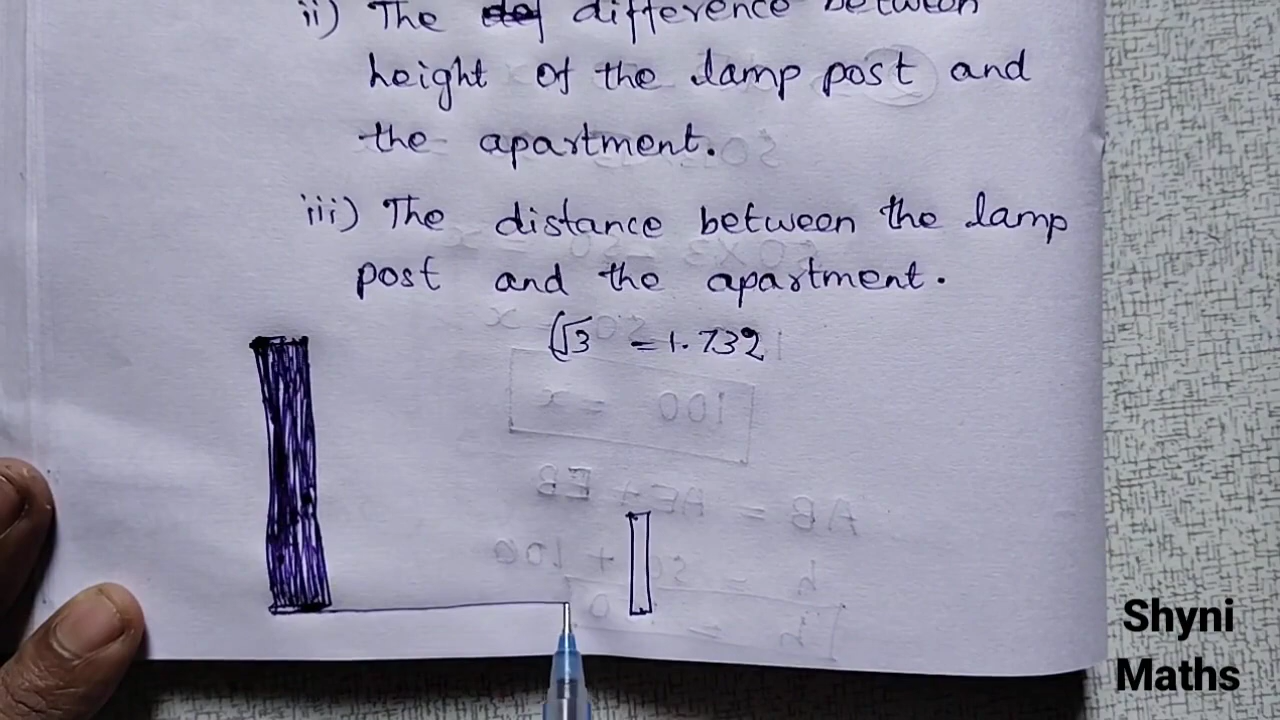 ii) The difference between
height of the lamp post and
the apartment.
iii) The distance between the lamp
post and the apartment.
(√3 = 1.732
Shyni
Maths